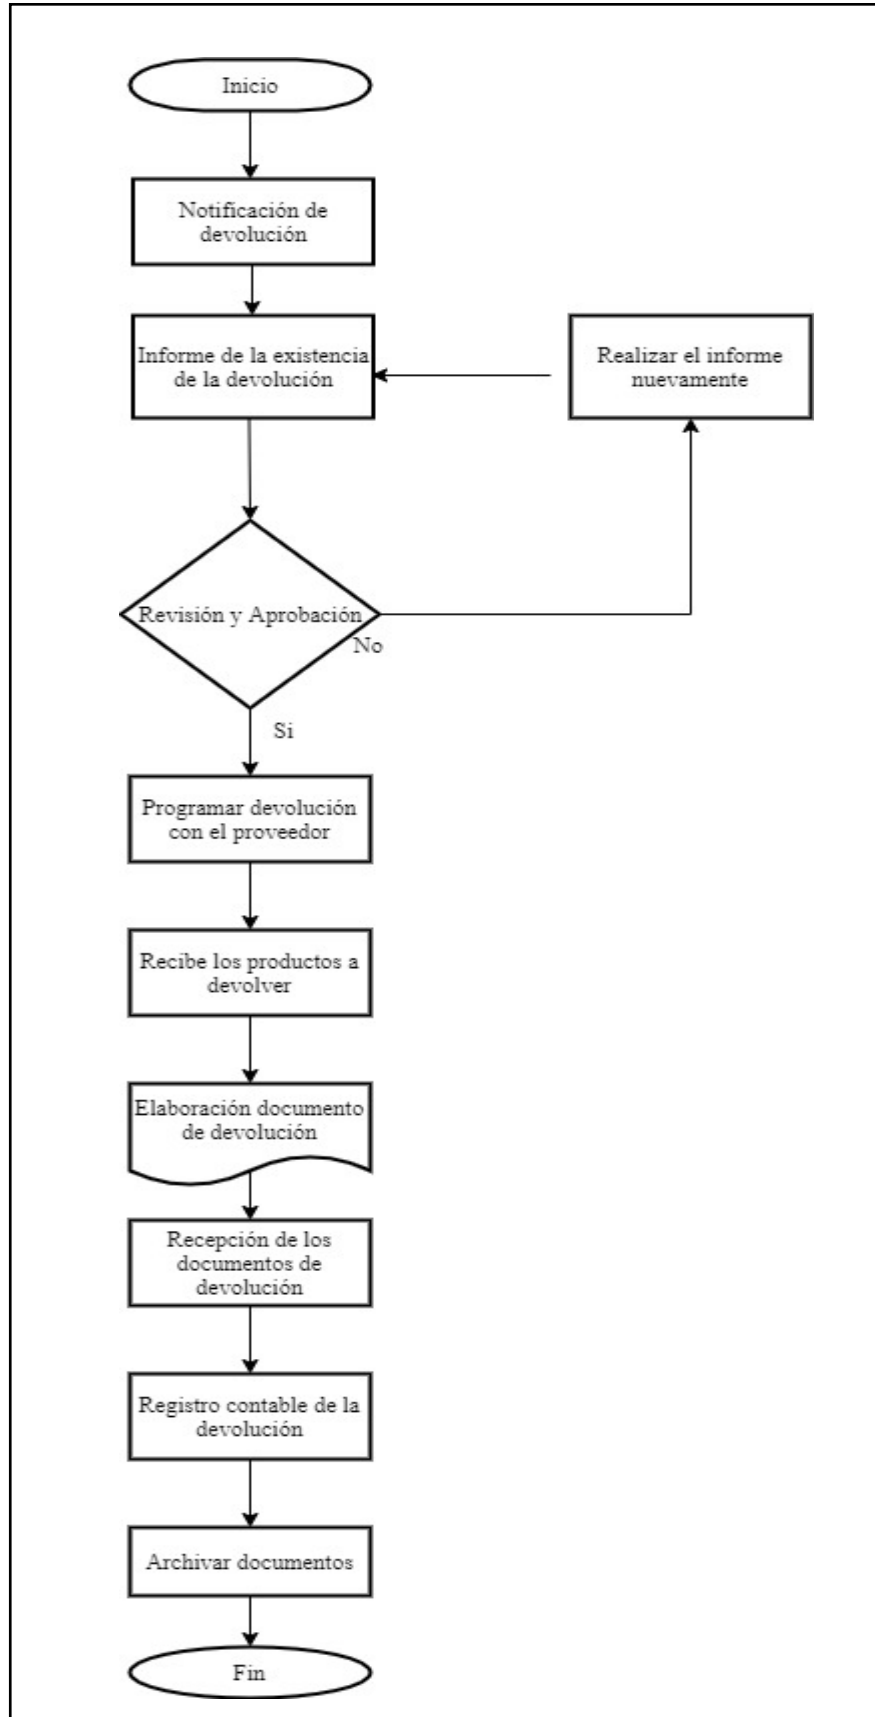 Inicio
Notificación de
devolución
Informe de la existencia
de la devolución
Realizar el informe
nuevamente
Revisión y Aprobación
No
Si
Programar devolución
con el proveedor
Recibe los productos a
devolver
Elaboración documento
de devolución
Recepción de los
documentos de
devolución
Registro contable de la
devolución
Archivar documentos
Fin